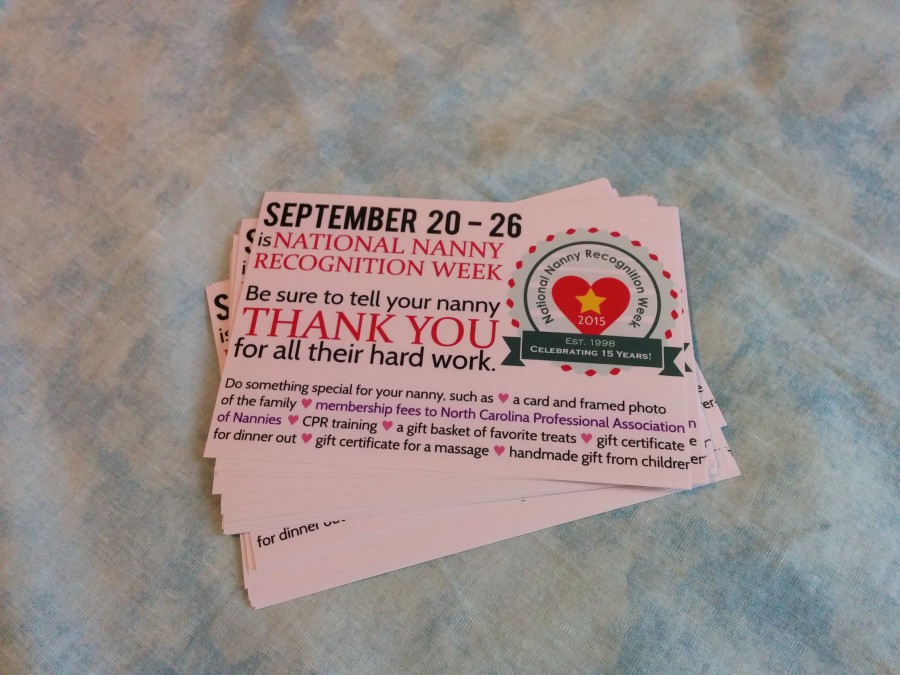 SEPTEMBER 20 – 26
is NATIONAL NANNY
RECOGNITION WEEK
Be sure to tell your nanny
THANK YOU
for all their hard work.
National Nanny Recognition Week
2015
EST. 1998
CELEBRATING 15 YEARS!
Do something special for your nanny, such as ♥ a card and framed photo
of the family ♥ membership fees to North Carolina Professional Association
of Nannies ♥ CPR training ♥ a gift basket of favorite treats ♥ gift certificate
for dinner out ♥ gift certificate for a massage ♥ handmade gift from children
for dinner